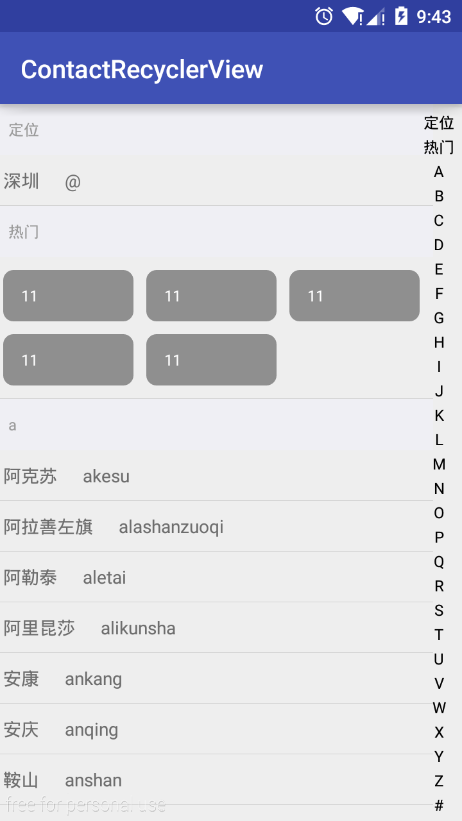 9:43
ContactRecyclerView
定位
深圳 @
热门
11 11 11
11 11
a
阿克苏 akesu
阿拉善左旗 alashanzuoqi
阿勒泰 aletai
阿里昆莎 alikunsha
安康 ankang
安庆 anqing
鞍山 anshan
free for personal use
定位
热门
A
B
C
D
E
F
G
H
I
J
K
L
M
N
O
P
Q
R
S
T
U
V
W
X
Y
Z
#